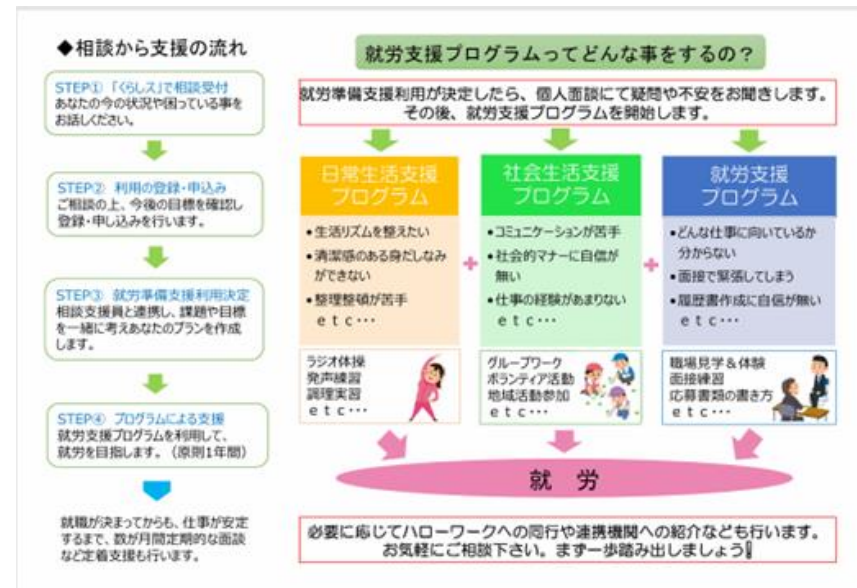 ◆相談から支援の流れ
STEP① 「くらしス」で相談受付
あなたの今の状況や困っている事を
お話しください。
STEP② 利用の登録・申込み
ご相談の上、今後の目標を確認し
登録・申し込みを行います。
STEP③ 就労準備支援利用決定
相談支援員と連携し、課題や目標
を一緒に考えあなたのプランを作成
します。
STEP④ プログラムによる支援
就労支援プログラムを利用して、
就労を目指します。（原則1年間）
就職が決まってからも、仕事が安定
するまで、数か月間定期的な面談
など定着支援も行います。
就労支援プログラムってどんな事をするの？
就労準備支援利用が決定したら、個人面談にて疑問や不安をお聞きします。
その後、就労支援プログラムを開始します。
日常生活支援
プログラム
•生活リズムを整えたい
•清潔感のある身だしなみ
ができない
•整理整頓が苦手
ｅｔｃ…
ラジオ体操
発声練習
調理実習
ｅｔｃ…
社会生活支援
プログラム
•コミュニケーションが苦手
•社会的マナーに自信が
無い
•仕事の経験があまりない
ｅｔｃ…
グループワーク
ボランティア活動
地域活動参加
ｅｔｃ…
就労支援
プログラム
•どんな仕事に向いているか
分からない
•面接で緊張してしまう
•履歴書作成に自信が無い
ｅｔｃ…
職場見学＆体験
面接練習
応募書類の書き方
ｅｔｃ…
就 労
必要に応じてハローワークへの同行や連携機関への紹介なども行います。
お気軽にご相談下さい。まず一歩踏み出しましょう!